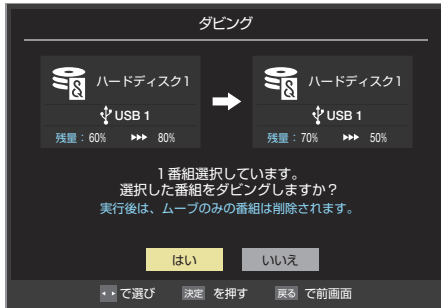 ダビング
& ハードディスク1
USB 1
残量：60% ▸▸▸ 80%
& ハードディスク1
USB 1
残量：70% ▸▸▸ 50%
1番組選択しています。
選択した番組をダビングしますか？
実行後は、ムーブのみの番組は削除されます。
はい いいえ
で選び 決定 を押す 戻る で前画面